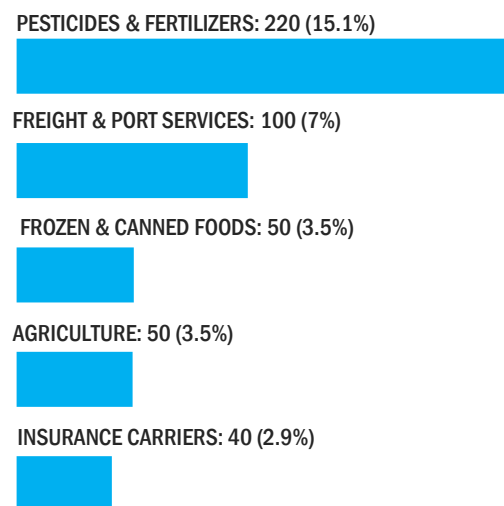 PESTICIDES & FERTILIZERS: 220 (15.1%)
FREIGHT & PORT SERVICES: 100 (7%)
FROZEN & CANNED FOODS: 50 (3.5%)
AGRICULTURE: 50 (3.5%)
INSURANCE CARRIERS: 40 (2.9%)